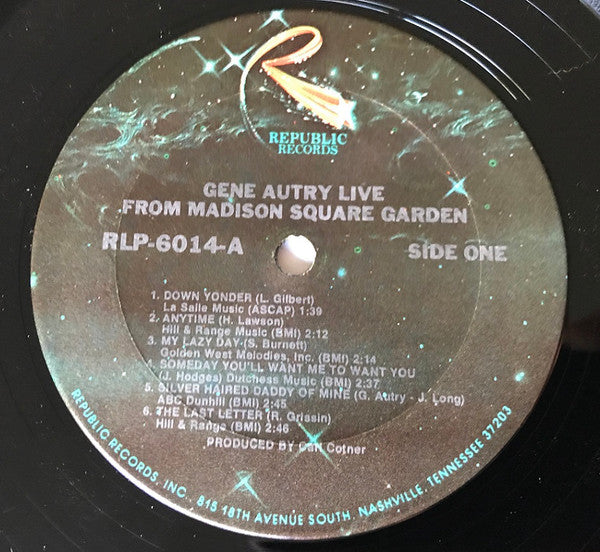 REPUBLIC
RECORDS
GENE AUTRY LIVE
FROM MADISON SQUARE GARDEN
RLP-6014-A
SIDE ONE
1. DOWN YONDER (L. Gilbert)
La Salle Music (ASCAP) 1:39
2. ANYTIME (H. Lawson)
Hill & Range Music (BMI) 2:12
3. MY LAZY DAY (S. Burnett)
Golden West Melodies, Inc. (BMI) 2:14
4. SOMEDAY YOU'LL WANT ME TO WANT YOU
(J. Hodges) Dutchess Music (BMI) 2:37
5. SILVER HAIRED DADDY OF MINE (G. Autry - J. Long)
ABC Dunhill (BMI) 2:45
6. THE LAST LETTER (R. Grissin)
Hill & Range (BMI) 2:46
PRODUCED BY Carl Cotner
REPUBLIC RECORDS, INC. 815 18TH AVENUE SOUTH, NASHVILLE, TENNESSEE 37203